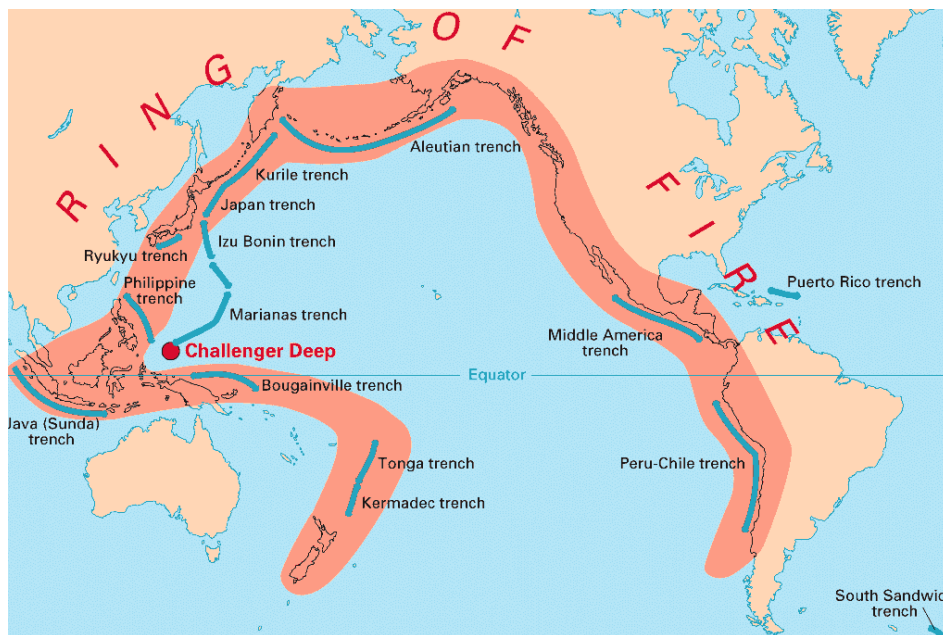 RING OF FIRE
Aleutian trench
Kurile trench
Japan trench
Izu Bonin trench
Ryukyu trench
Philippine
trench
Marianas trench
Challenger Deep
Puerto Rico trench
Middle America
trench
Equator
Bougainville trench
Java (Sunda)
trench
Tonga trench
Kermadec trench
Peru-Chile trench
South Sandwic
trench